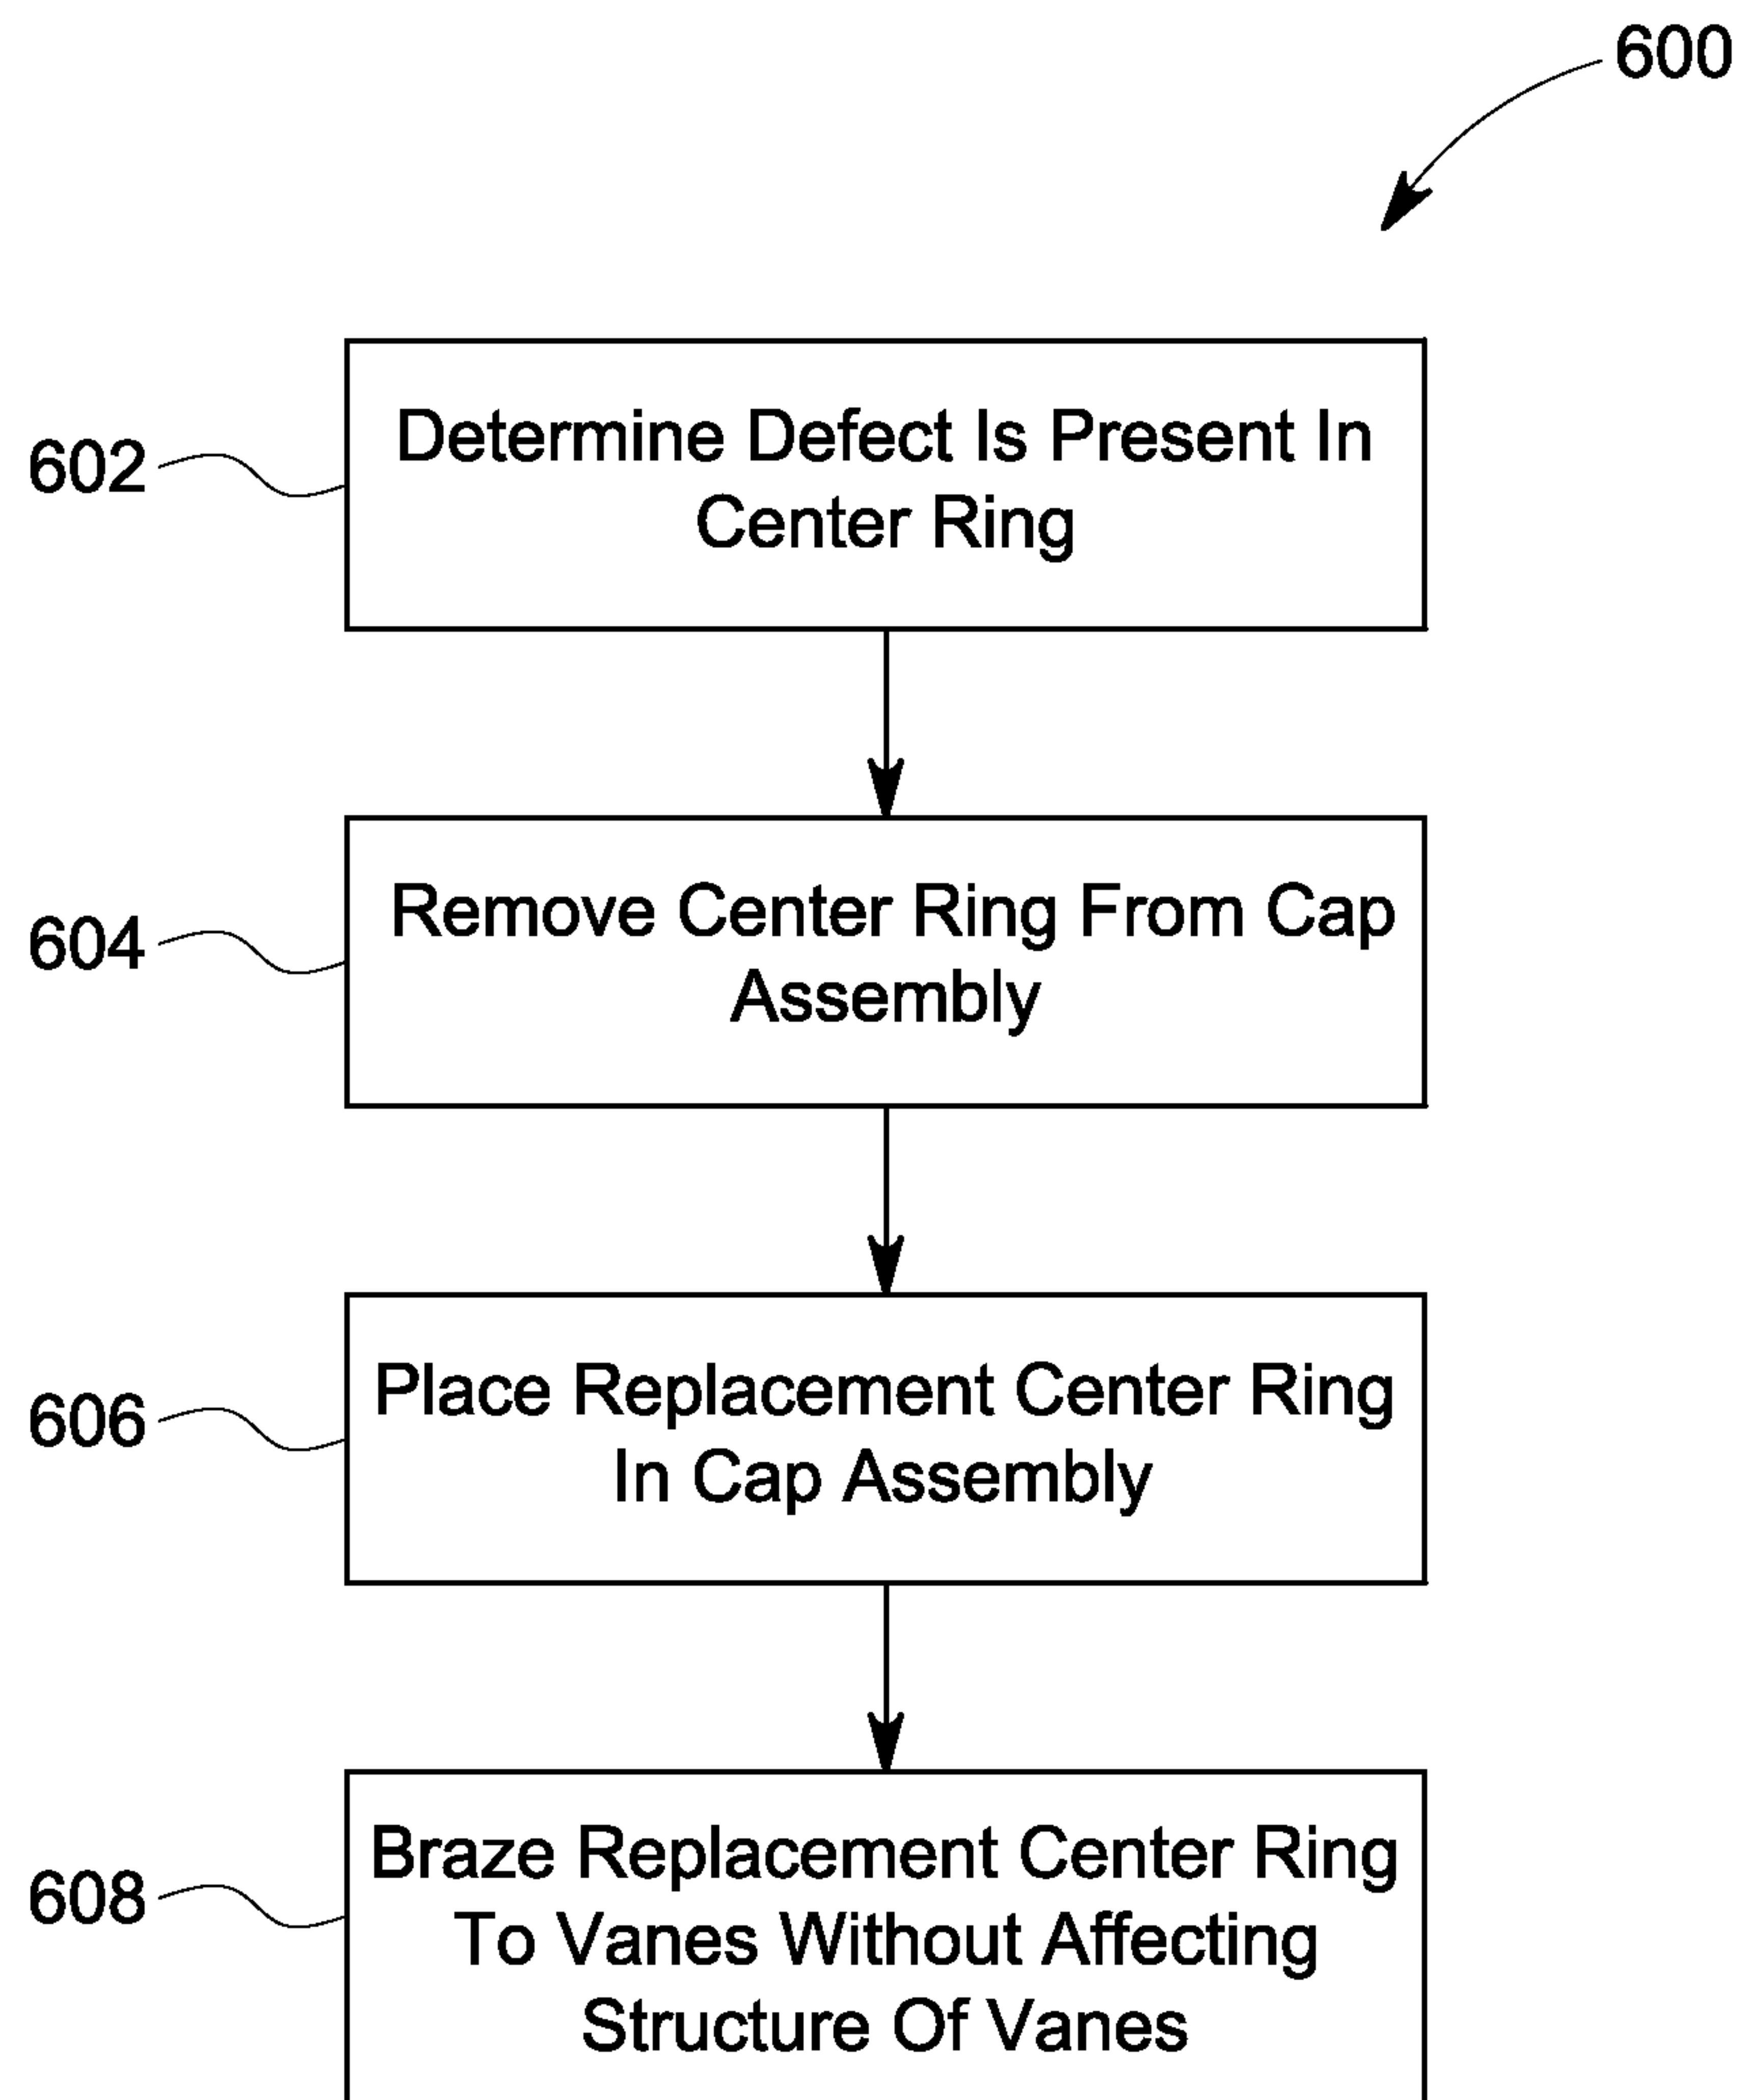 600
602
Determine Defect Is Present In
Center Ring
604
Remove Center Ring From Cap
Assembly
606
Place Replacement Center Ring
In Cap Assembly
608
Braze Replacement Center Ring
To Vanes Without Affecting
Structure Of Vanes